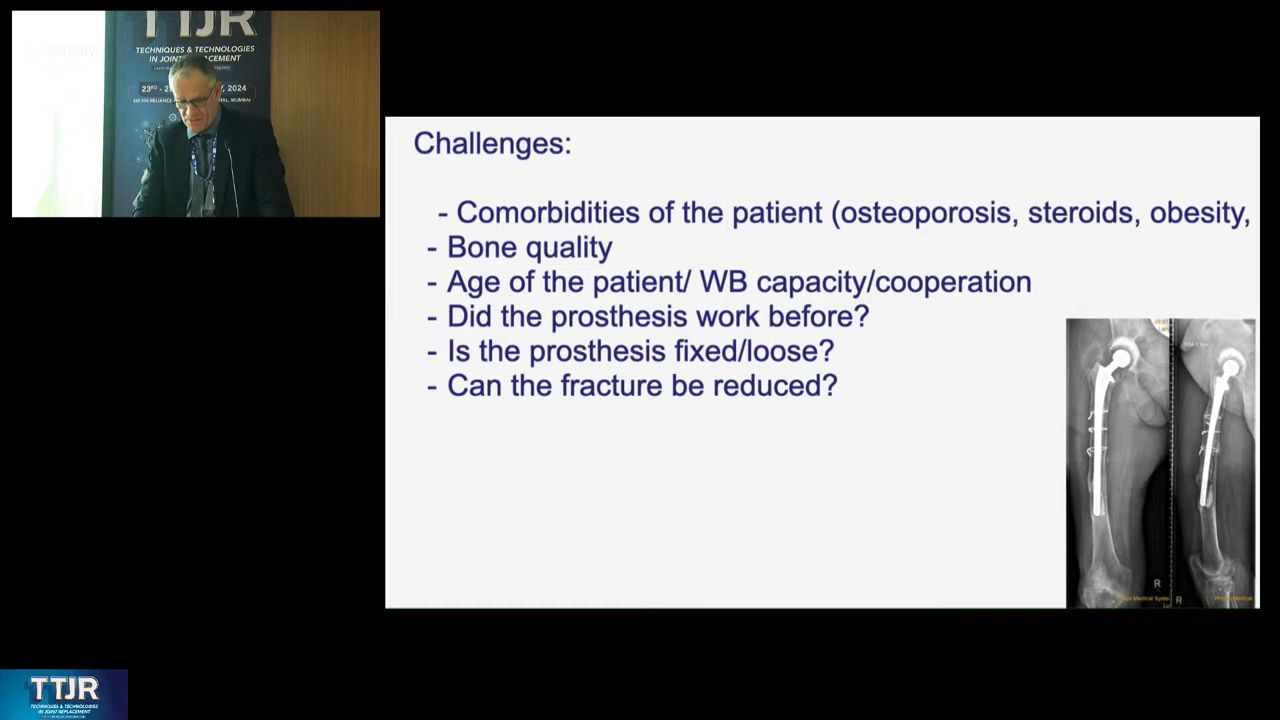 TTJR
TECHNIQUES & TECHNOLOGIES
IN JOINT REPLACEMENT
2024
Challenges:
- Comorbidities of the patient (osteoporosis, steroids, obesity,
- Bone quality
- Age of the patient/ WB capacity/cooperation
- Did the prosthesis work before?
- Is the prosthesis fixed/loose?
- Can the fracture be reduced?
R
R
TTJR
TECHNIQUES & TECHNOLOGIES
IN JOINT REPLACEMENT